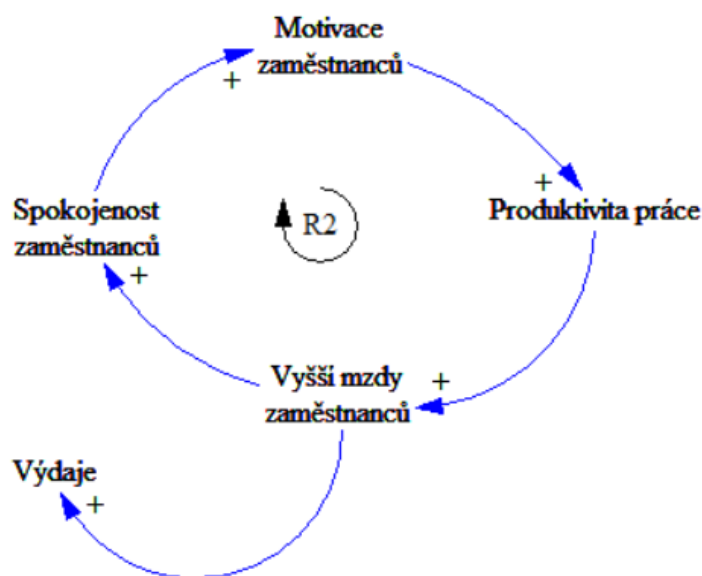 Motivace
zaměstnanců
+
+
Spokojenost
zaměstnanců
R2
Produktivita práce
+
Vyšší mzdy
zaměstnanců
+
Výdaje
+